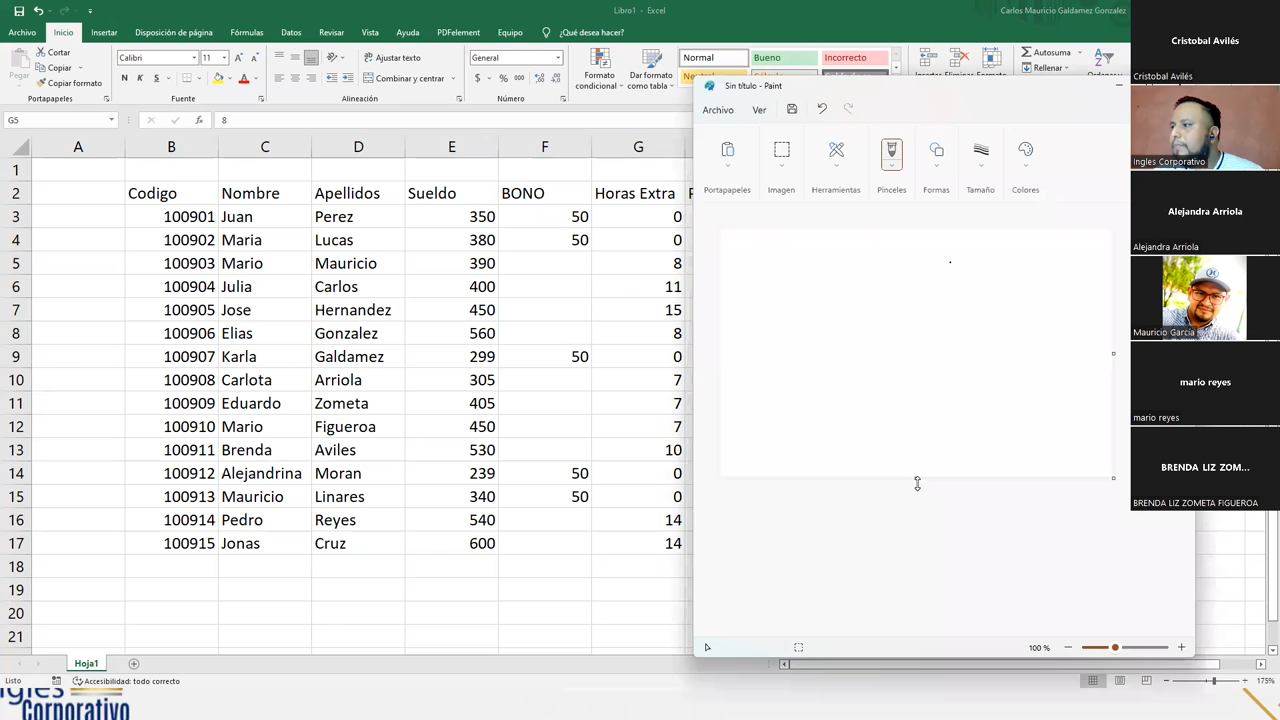 Libro1 - Excel
Carlos Mauricio Galdamez Gonzalez
Archivo Inicio Insertar Disposición de página Fórmulas Datos Revisar Vista Ayuda PDFelement Equipo ¿Qué desea hacer?
Pegar Cortar Copiar Copiar formato
Calibri 11 Ajustar texto Combinar y centrar General
Formato condicional Dar formato como tabla
Normal Bueno Incorrecto
Autosuma Rellenar
Portapapeles Fuente Alineación Número
G5 fx 8
A B C D E F G
1
2 Codigo Nombre Apellidos Sueldo BONO Horas Extra
3 100901 Juan Perez 350 50 0
4 100902 Maria Lucas 380 50 0
5 100903 Mario Mauricio 390 8
6 100904 Julia Carlos 400 11
7 100905 Jose Hernandez 450 15
8 100906 Elias Gonzalez 560 8
9 100907 Karla Galdamez 299 50 0
10 100908 Carlota Arriola 305 7
11 100909 Eduardo Zometa 405 7
12 100910 Mario Figueroa 450 7
13 100911 Brenda Aviles 530 10
14 100912 Alejandrina Moran 239 50 0
15 100913 Mauricio Linares 340 50 0
16 100914 Pedro Reyes 540 14
17 100915 Jonas Cruz 600 14
18
19
20
21
Hoja1
Listo Accesibilidad: todo correcto
175%
Ingles
Corporativo
Sin título - Paint
Archivo Ver
Portapapeles Imagen Herramientas Pinceles Formas Tamaño Colores
100 %
Cristobal Avilés
Cristobal Avilés
Ingles Corporativo
Alejandra Arriola
Alejandra Arriola
Mauricio García
mario reyes
mario reyes
BRENDA LIZ ZOM...
BRENDA LIZ ZOMETA FIGUEROA